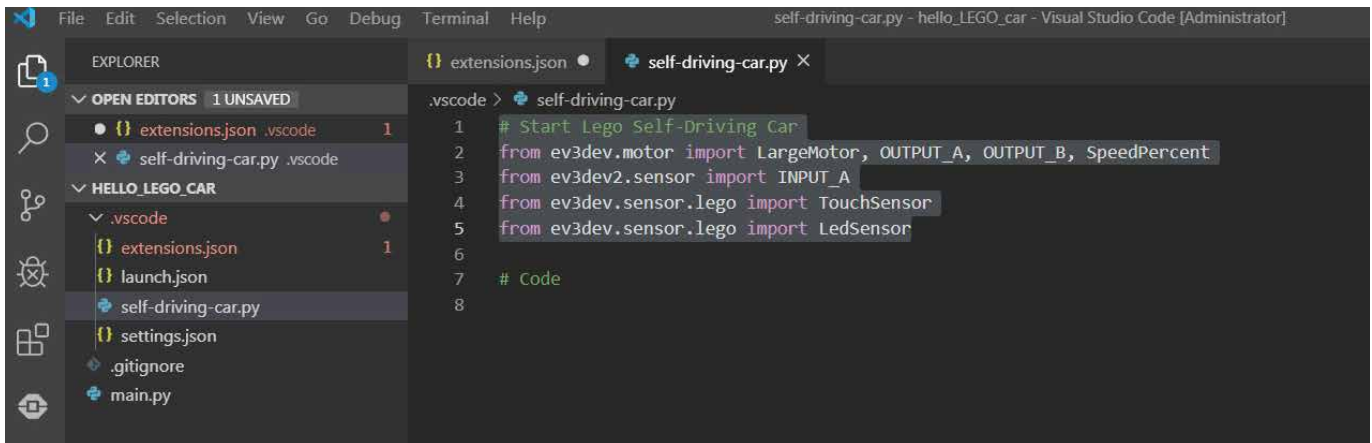 File Edit Selection View Go Debug Terminal Help self-driving-car.py - hello_LEGO_car - Visual Studio Code [Administrator]
EXPLORER
{} extensions.json ● self-driving-car.py ×
1
OPEN EDITORS 1 UNSAVED
● {} extensions.json .vscode 1
× self-driving-car.py .vscode
HELLO_LEGO_CAR
.vscode
{} extensions.json 1
{} launch.json
self-driving-car.py
{} settings.json
.gitignore
main.py
.vscode > self-driving-car.py
1 # Start Lego Self-Driving Car
2 from ev3dev.motor import LargeMotor, OUTPUT_A, OUTPUT_B, SpeedPercent
3 from ev3dev2.sensor import INPUT_A
4 from ev3dev.sensor.lego import TouchSensor
5 from ev3dev.sensor.lego import LedSensor
6
7 # Code
8